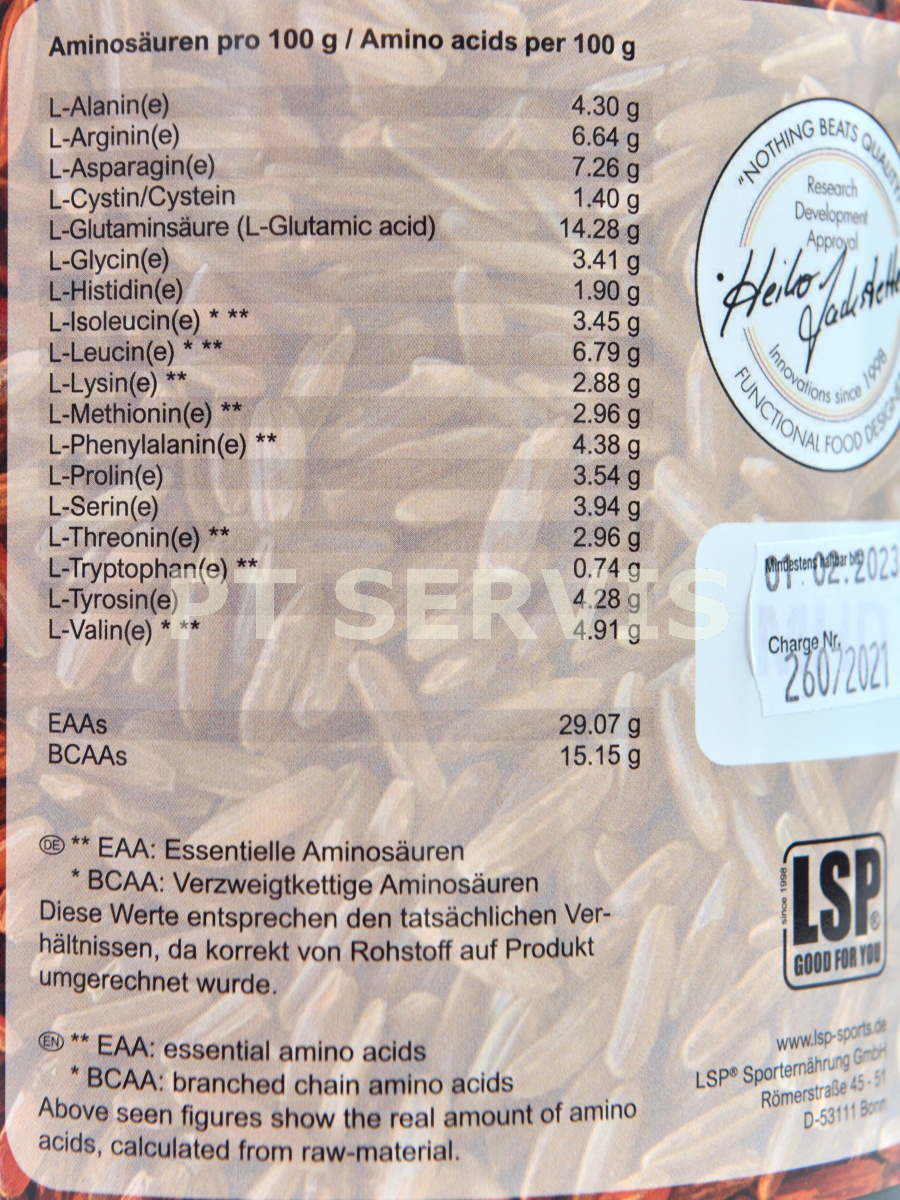 Aminosäuren pro 100 g / Amino acids per 100 g
L-Alanin(e) 4.30 g
L-Arginin(e) 6.64 g
L-Asparagin(e) 7.26 g
L-Cystin/Cystein 1.40 g
L-Glutaminsäure (L-Glutamic acid) 14.28 g
L-Glycin(e) 3.41 g
L-Histidin(e) 1.90 g
L-Isoleucin(e) * ** 3.45 g
L-Leucin(e) * ** 6.79 g
L-Lysin(e) ** 2.88 g
L-Methionin(e) ** 2.96 g
L-Phenylalanin(e) ** 4.38 g
L-Prolin(e) 3.54 g
L-Serin(e) 3.94 g
L-Threonin(e) ** 2.96 g
L-Tryptophan(e) ** 0.74 g
L-Tyrosin(e) 4.28 g
L-Valin(e) * ** 4.91 g
PT SERVIS
EAAs 29.07 g
BCAAs 15.15 g
DE ** EAA: Essentielle Aminosäuren
* BCAA: Verzweigtkettige Aminosäuren
Diese Werte entsprechen den tatsächlichen Ver-
hältnissen, da korrekt von Rohstoff auf Produkt
umgerechnet wurde.
EN ** EAA: essential amino acids
* BCAA: branched chain amino acids
Above seen figures show the real amount of amino
acids, calculated from raw-material.
"NOTHING BEATS QUALITY
Research
Development
Approval
Heiko
Innovations since 1998
FUNCTIONAL FOOD DESIGN
Mindestens haltbar bis
01.02.2023
MHD
Charge Nr.
26072021
since 1998
LSP®
GOOD FOR YOU
www.lsp-sports.de
LSP® Sporternährung GmbH
Römerstraße 45 - 51
D-53111 Bonn